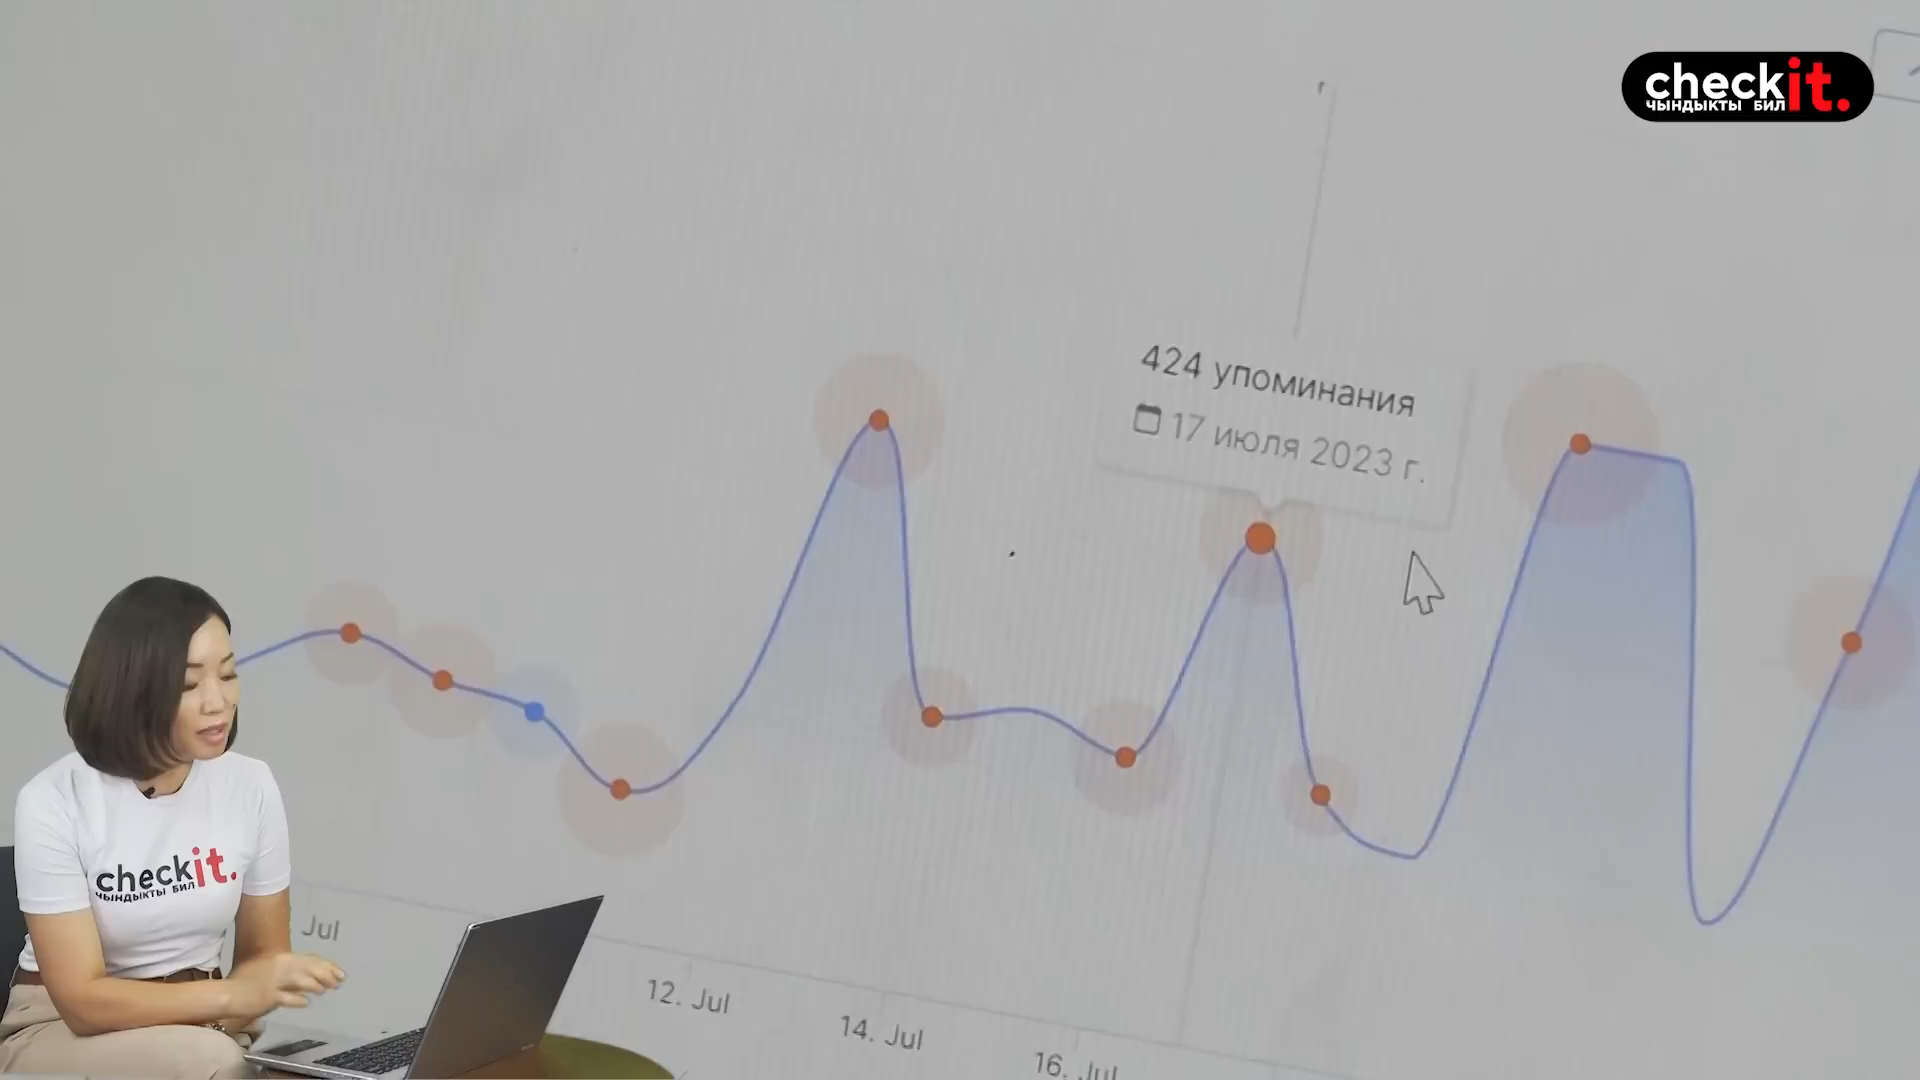 checkit.
чындыкты бил
424 упоминания
17 июля 2023 г.
checkit.
чындыкты бил
Jul
12. Jul
14. Jul
16. Jul